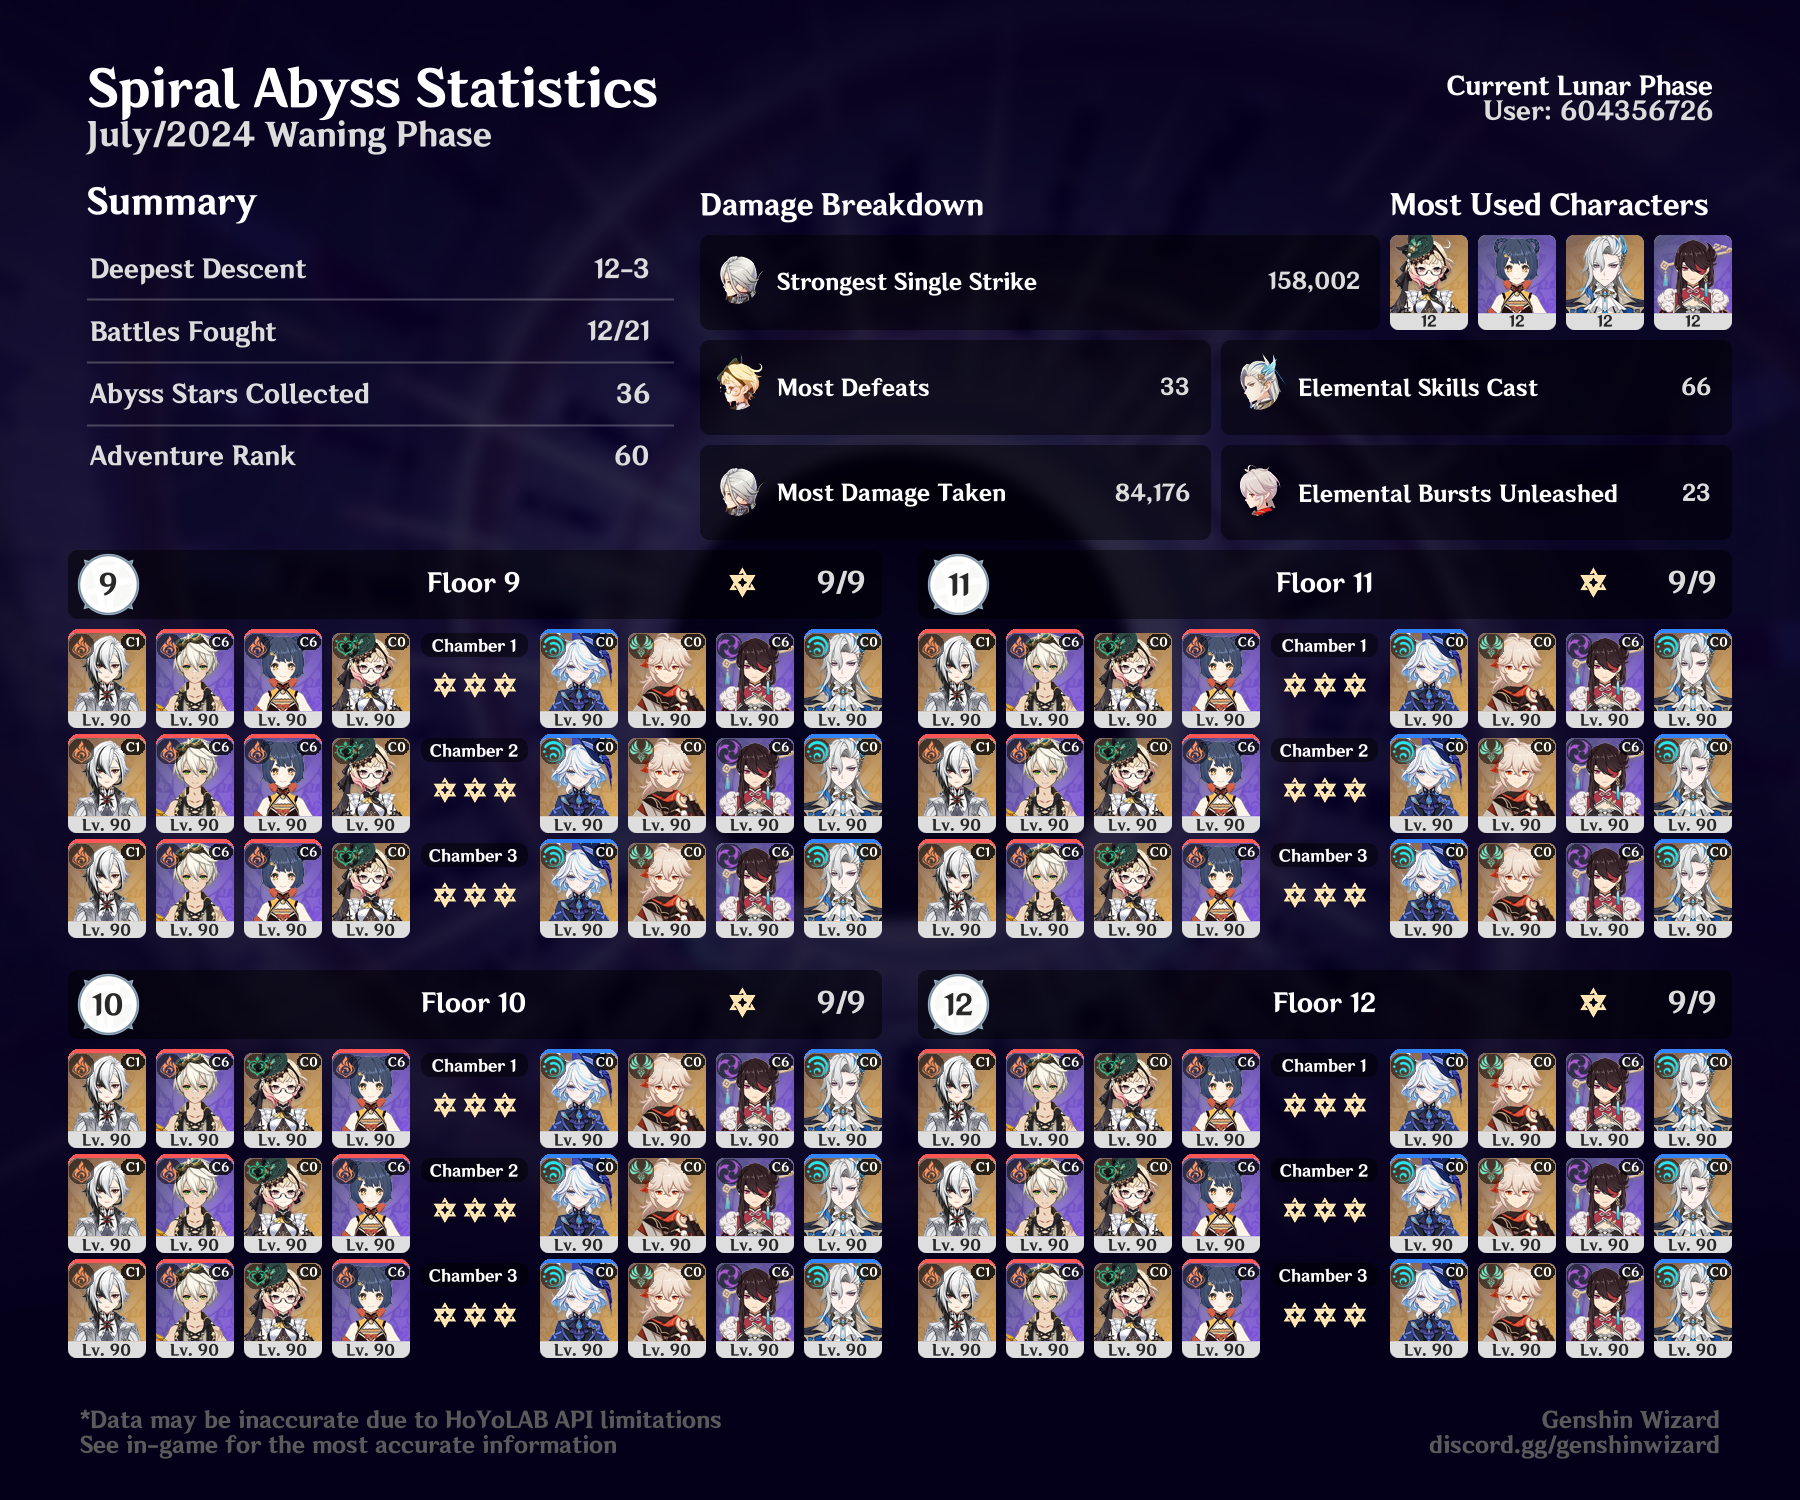 Spiral Abyss Statistics
July/2024 Waning Phase
Current Lunar Phase
User: 604356726
Summary
Deepest Descent 12-3
Battles Fought 12/21
Abyss Stars Collected 36
Adventure Rank 60
Damage Breakdown
Strongest Single Strike 158,002
Most Defeats 33
Elemental Skills Cast 66
Most Damage Taken 84,176
Elemental Bursts Unleashed 23
Most Used Characters
12 12 12 12
9 Floor 9 9/9
C1 C6 C6 C0 Chamber 1 C0 C0 C6 C0
Lv. 90 Lv. 90 Lv. 90 Lv. 90 Lv. 90 Lv. 90 Lv. 90 Lv. 90
C1 C6 C6 C0 Chamber 2 C0 C0 C6 C0
Lv. 90 Lv. 90 Lv. 90 Lv. 90 Lv. 90 Lv. 90 Lv. 90 Lv. 90
C1 C6 C6 C0 Chamber 3 C0 C0 C6 C0
Lv. 90 Lv. 90 Lv. 90 Lv. 90 Lv. 90 Lv. 90 Lv. 90 Lv. 90
11 Floor 11 9/9
C1 C6 C0 C6 Chamber 1 C0 C0 C6 C0
Lv. 90 Lv. 90 Lv. 90 Lv. 90 Lv. 90 Lv. 90 Lv. 90 Lv. 90
C1 C6 C0 C6 Chamber 2 C0 C0 C6 C0
Lv. 90 Lv. 90 Lv. 90 Lv. 90 Lv. 90 Lv. 90 Lv. 90 Lv. 90
C1 C6 C0 C6 Chamber 3 C0 C0 C6 C0
Lv. 90 Lv. 90 Lv. 90 Lv. 90 Lv. 90 Lv. 90 Lv. 90 Lv. 90
10 Floor 10 9/9
C1 C6 C0 C6 Chamber 1 C0 C0 C6 C0
Lv. 90 Lv. 90 Lv. 90 Lv. 90 Lv. 90 Lv. 90 Lv. 90 Lv. 90
C1 C6 C0 C6 Chamber 2 C0 C0 C6 C0
Lv. 90 Lv. 90 Lv. 90 Lv. 90 Lv. 90 Lv. 90 Lv. 90 Lv. 90
C1 C6 C0 C6 Chamber 3 C0 C0 C6 C0
Lv. 90 Lv. 90 Lv. 90 Lv. 90 Lv. 90 Lv. 90 Lv. 90 Lv. 90
12 Floor 12 9/9
C1 C6 C0 C6 Chamber 1 C0 C0 C6 C0
Lv. 90 Lv. 90 Lv. 90 Lv. 90 Lv. 90 Lv. 90 Lv. 90 Lv. 90
C1 C6 C0 C6 Chamber 2 C0 C0 C6 C0
Lv. 90 Lv. 90 Lv. 90 Lv. 90 Lv. 90 Lv. 90 Lv. 90 Lv. 90
C1 C6 C0 C6 Chamber 3 C0 C0 C6 C0
Lv. 90 Lv. 90 Lv. 90 Lv. 90 Lv. 90 Lv. 90 Lv. 90 Lv. 90
*Data may be inaccurate due to HoYoLAB API limitations
See in-game for the most accurate information
Genshin Wizard
discord.gg/genshinwizard